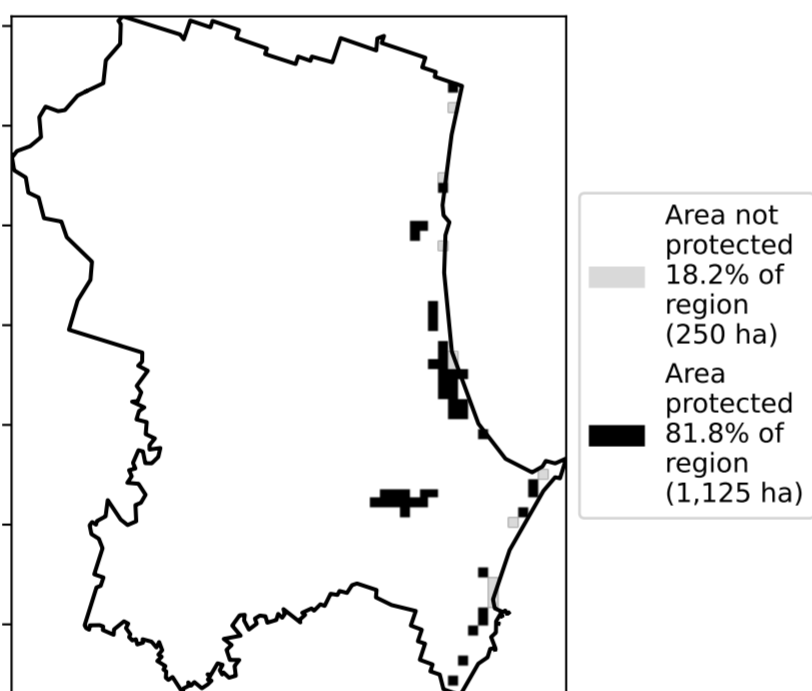 Area not
protected
18.2% of
region
(250 ha)
Area
protected
81.8% of
region
(1,125 ha)